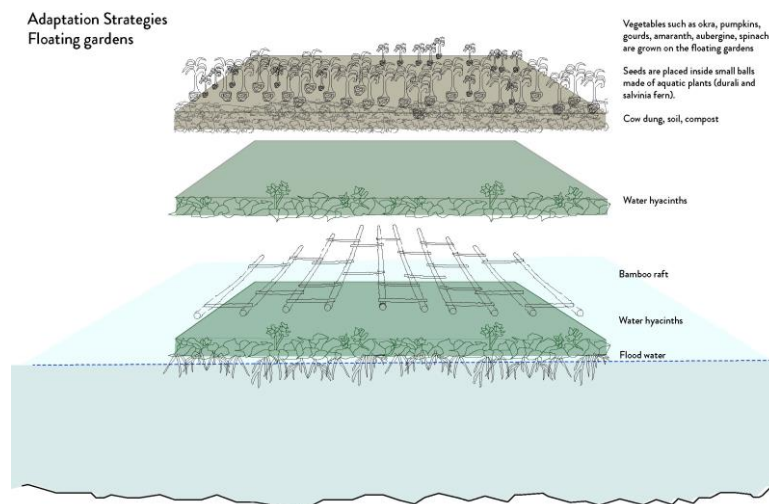 Adaptation Strategies
Floating gardens
Vegetables such as okra, pumpkins,
gourds, amaranth, aubergine, spinach
are grown on the floating gardens
Seeds are placed inside small balls
made of aquatic plants (durali and
salvinia fern).
Cow dung, soil, compost
Water hyacinths
Bamboo raft
Water hyacinths
Flood water